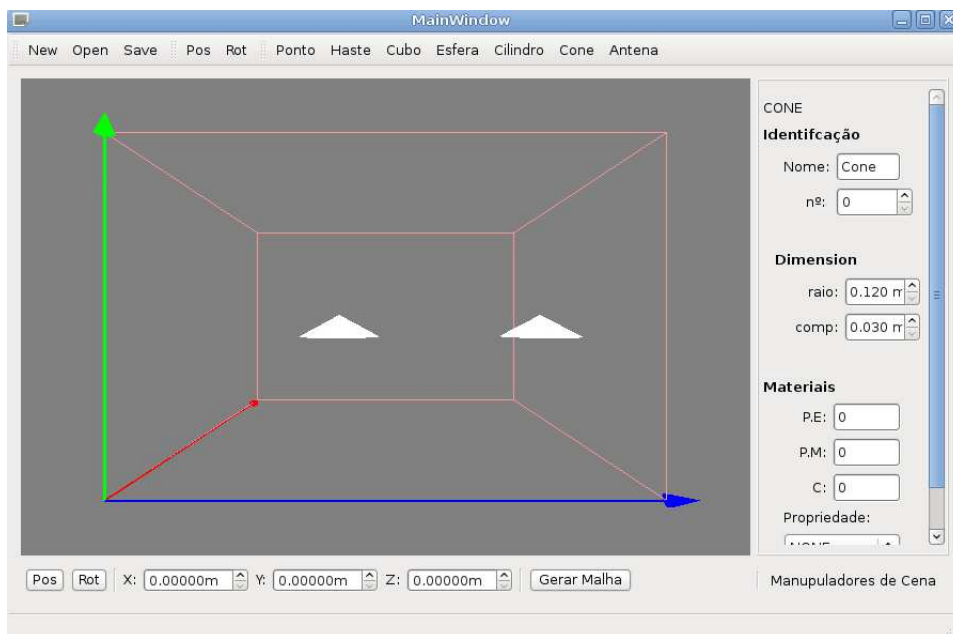 MainWindow
New Open Save Pos Rot Ponto Haste Cubo Esfera Cilindro Cone Antena
CONE
Identifcação
Nome: Cone
nº: 0
Dimension
raio: 0.120 m
comp: 0.030 m
Materiais
P.E: 0
P.M: 0
C: 0
Propriedade:
NONE
Pos Rot X: 0.00000m Y: 0.00000m Z: 0.00000m Gerar Malha Manupuladores de Cena